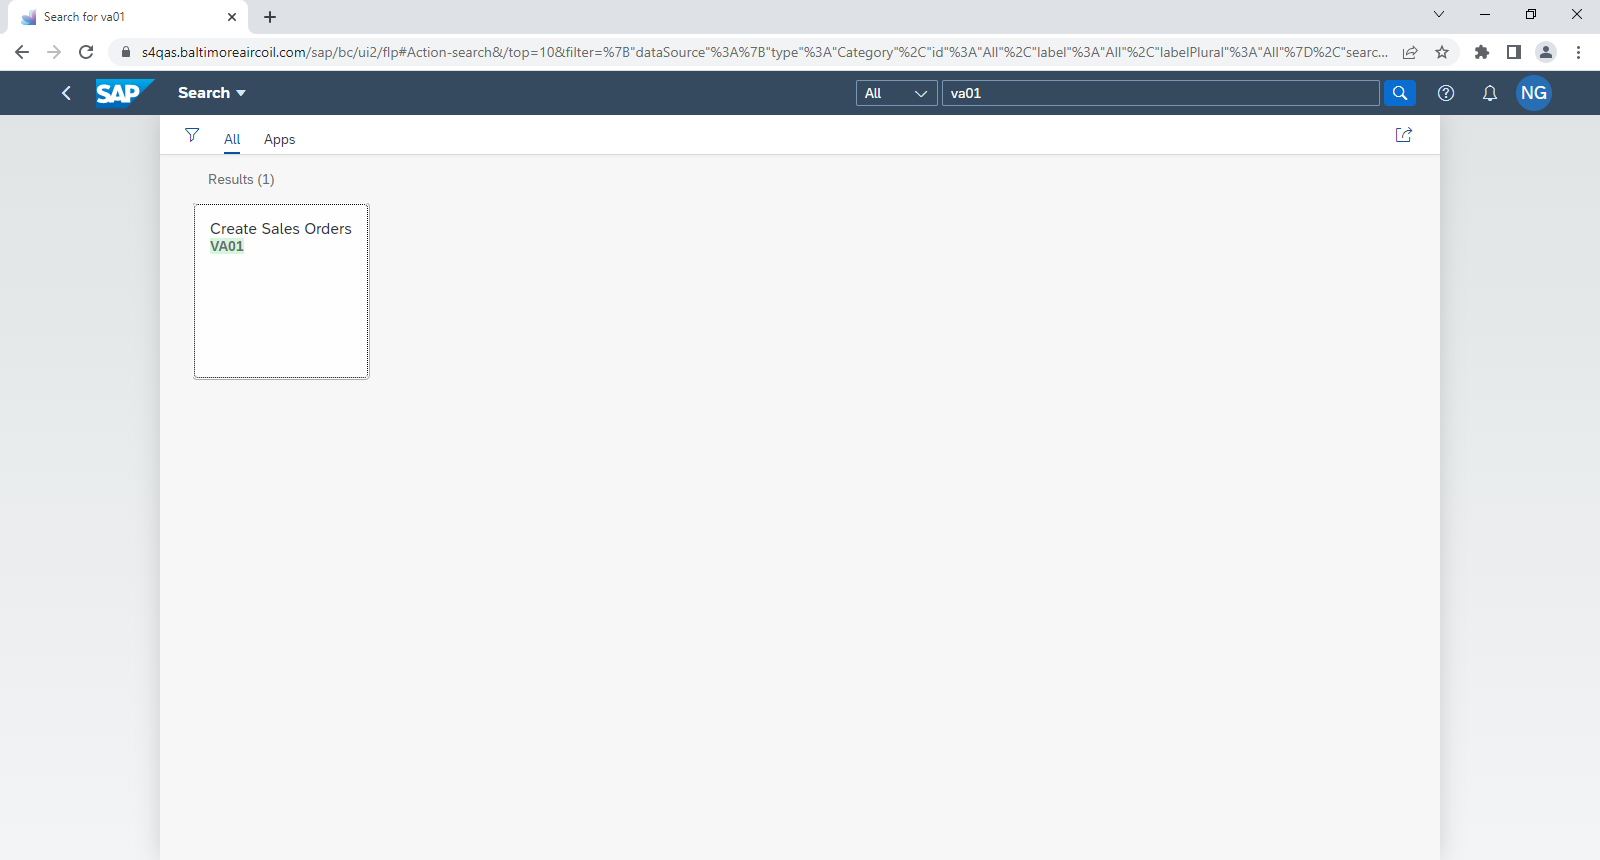 Search for va01
s4qas.baltimoreaircoil.com/sap/bc/ui2/flp#Action-search&/top=10&filter=%7B"dataSource"%3A%7B"type"%3A"Category"%2C"id"%3A"All"%2C"label"%3A"All"%2C"labelPlural"%3A"All"%7D%2C"searc...
SAP Search All va01 NG
All Apps
Results (1)
Create Sales Orders
VA01